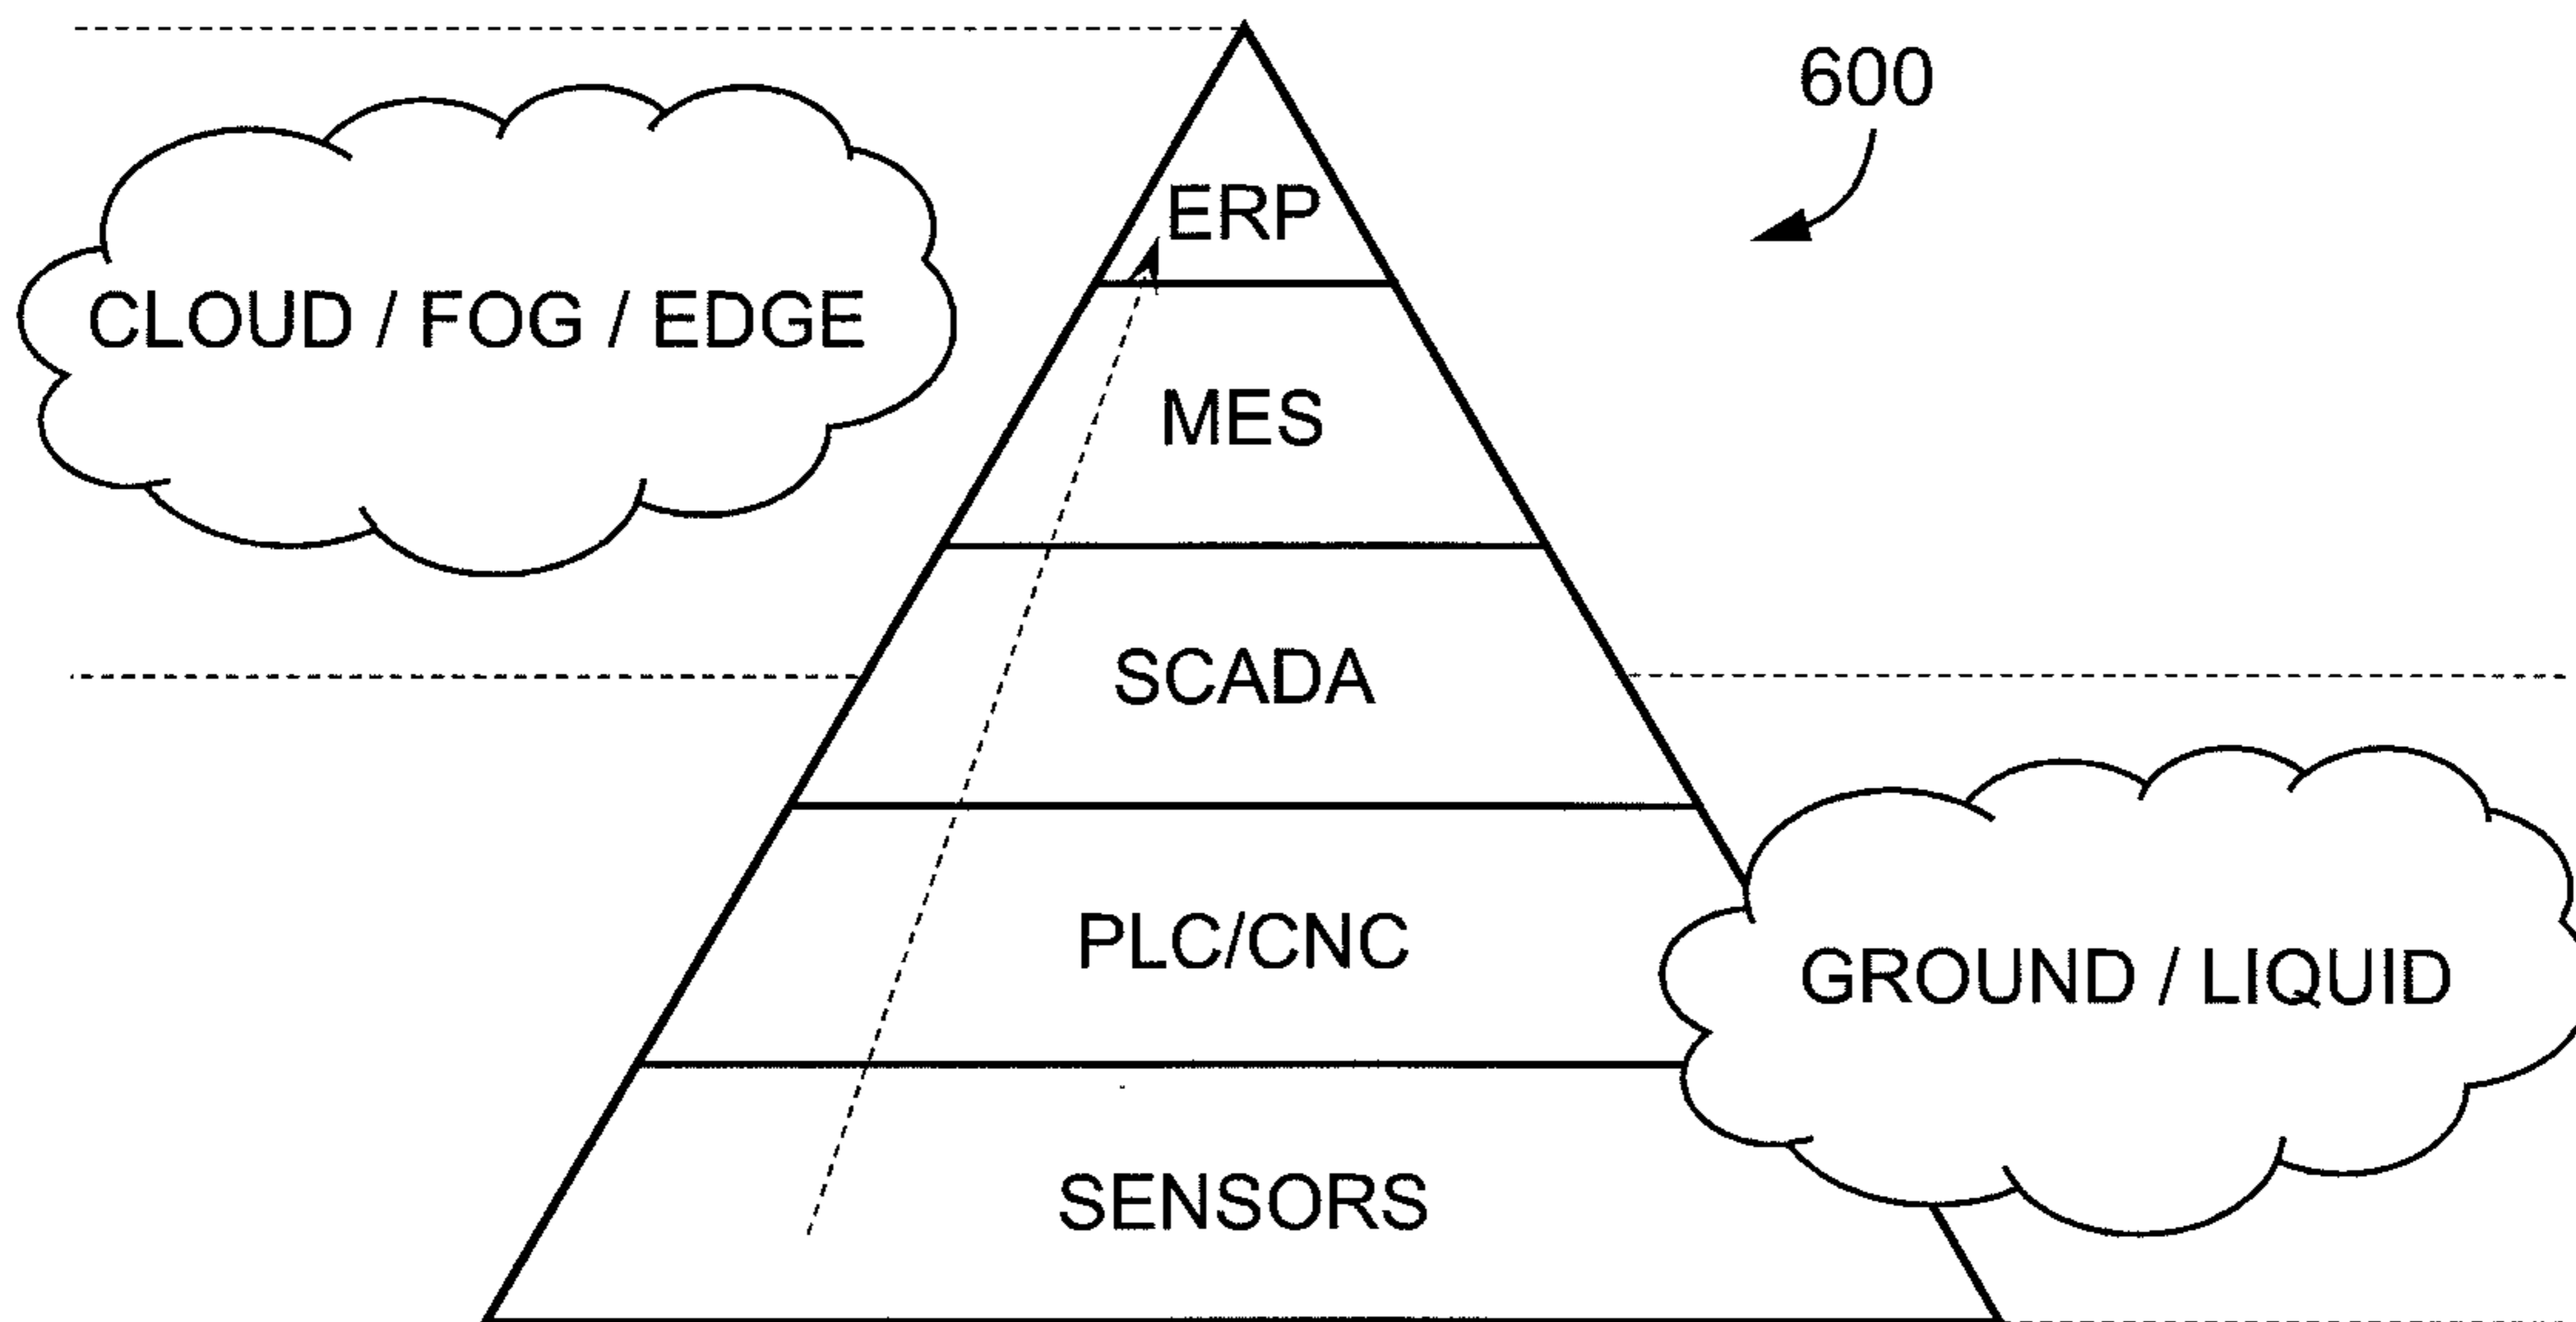 600
ERP
CLOUD / FOG / EDGE
MES
SCADA
PLC/CNC
GROUND / LIQUID
SENSORS